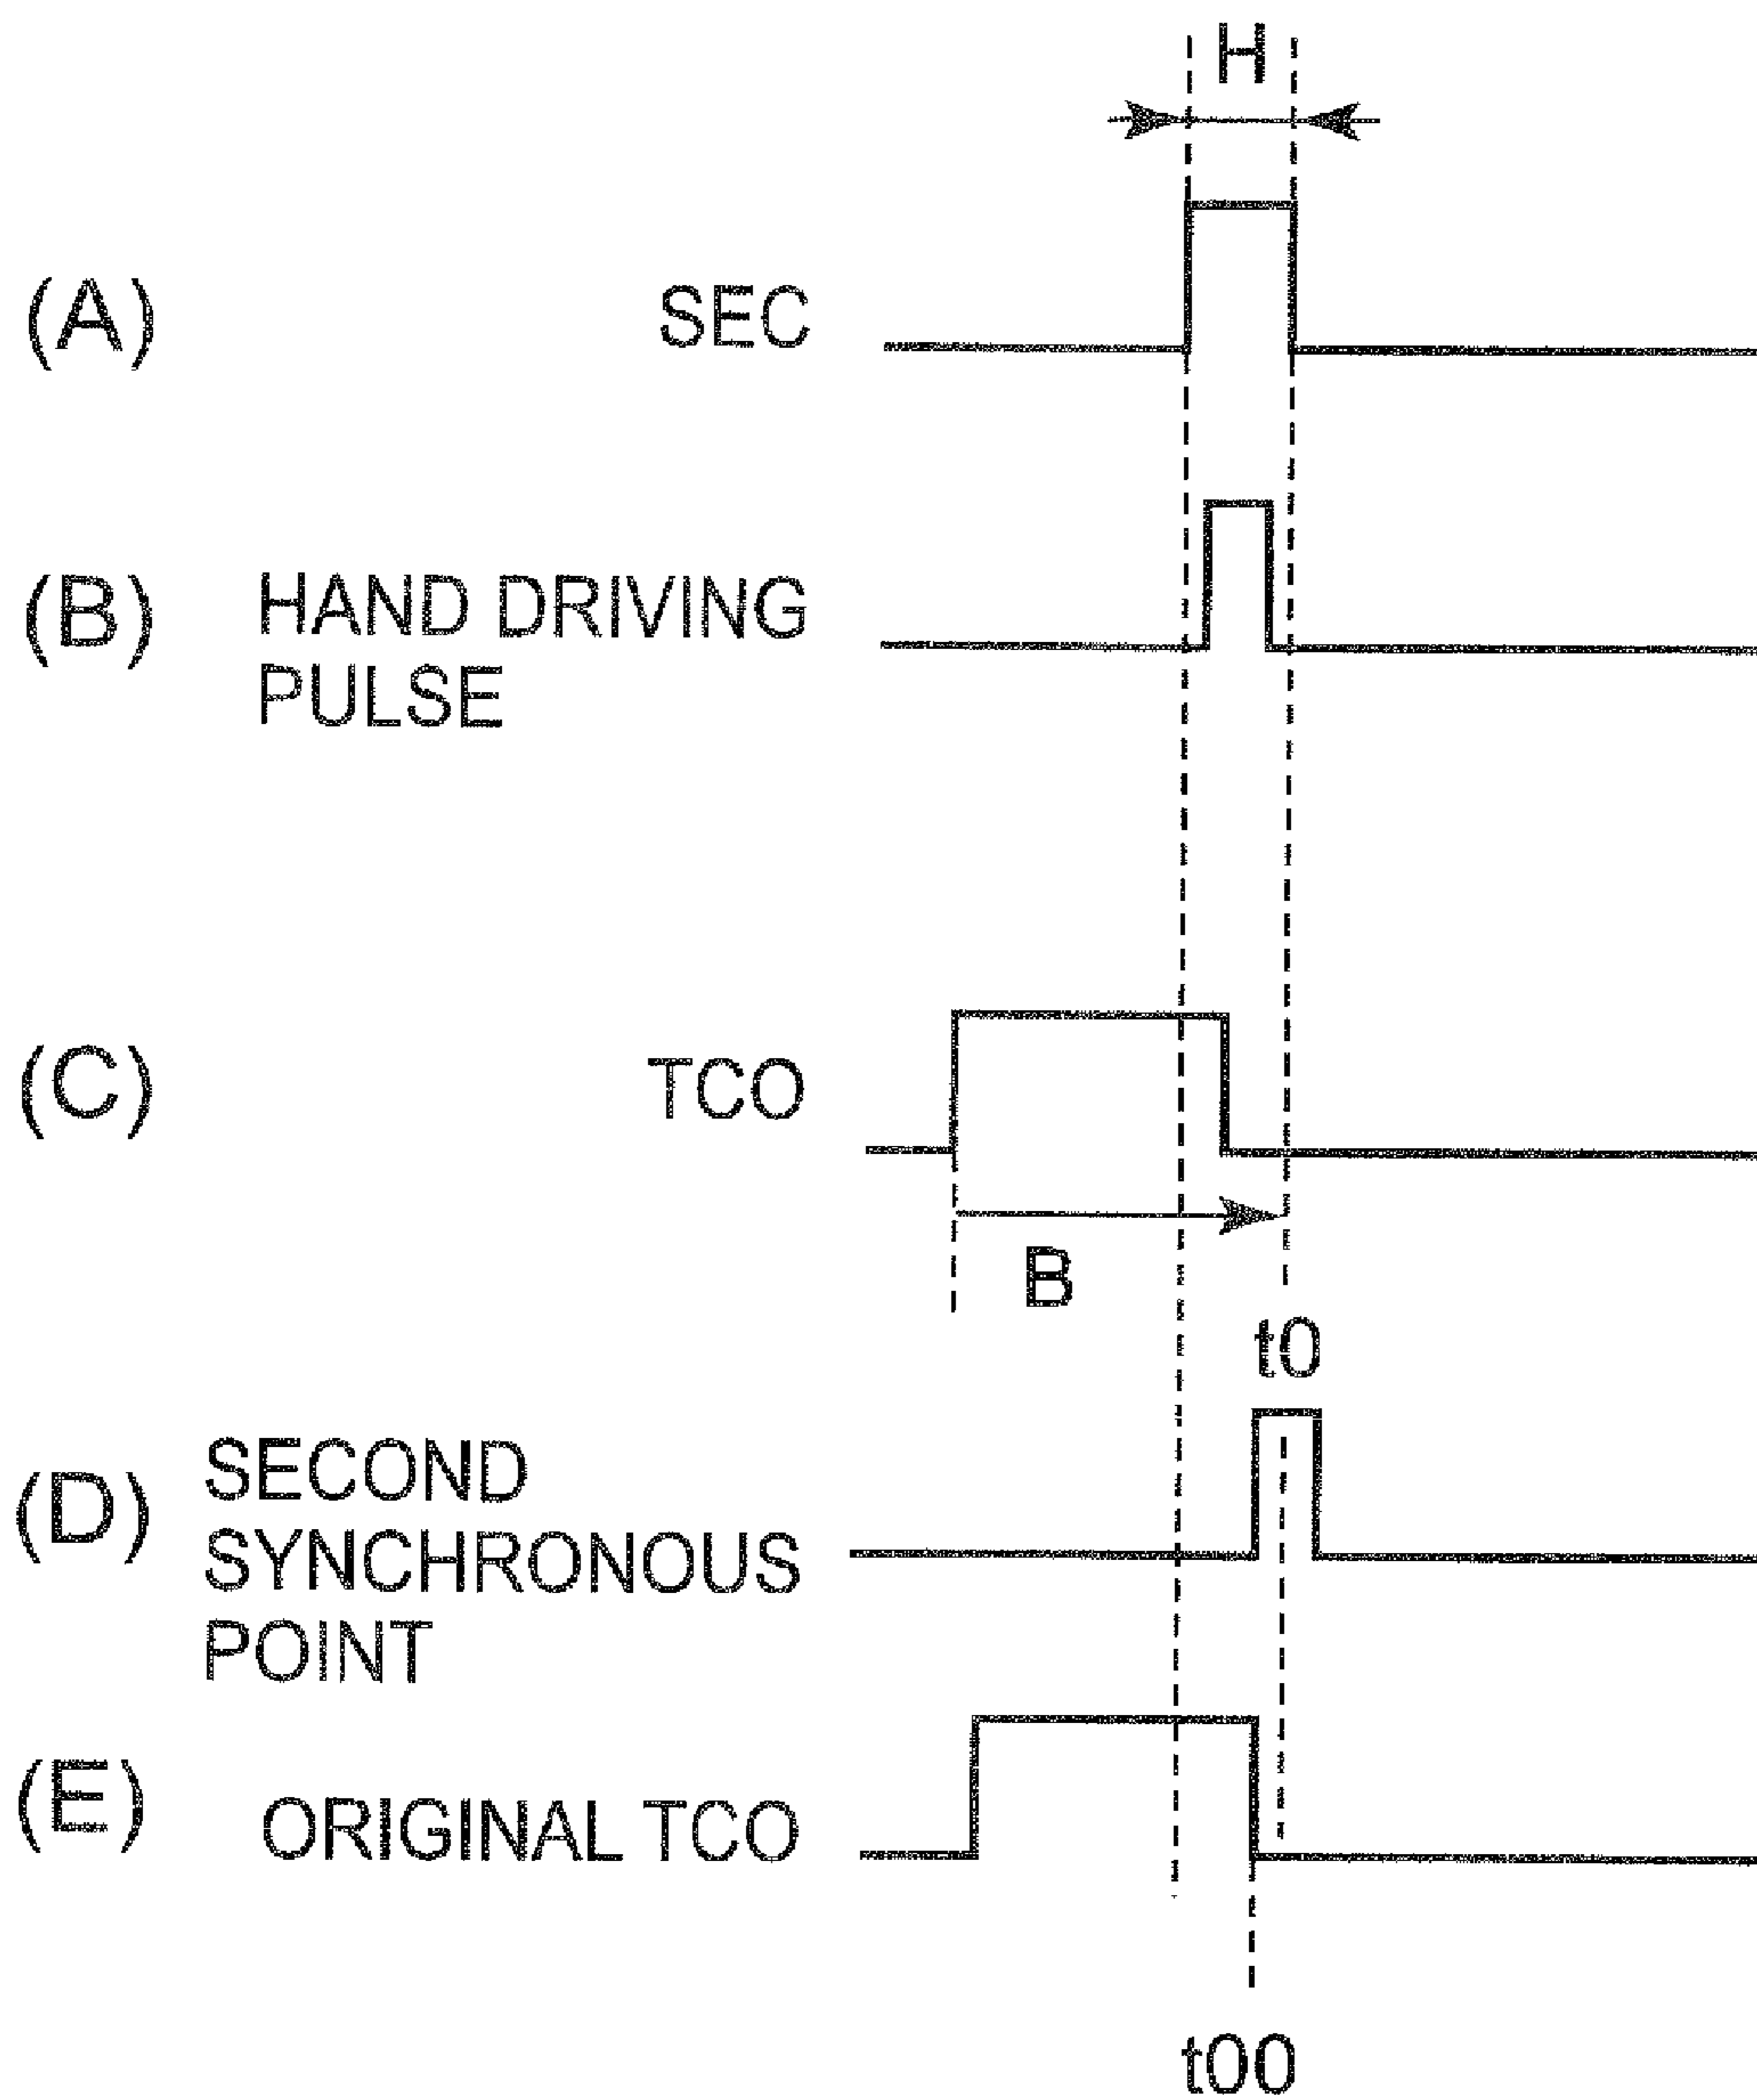 H
(A) SEC
(B) HAND DRIVING
PULSE
(C) TCO
B
t0
(D) SECOND
SYNCHRONOUS
POINT
(E) ORIGINAL TCO
t00